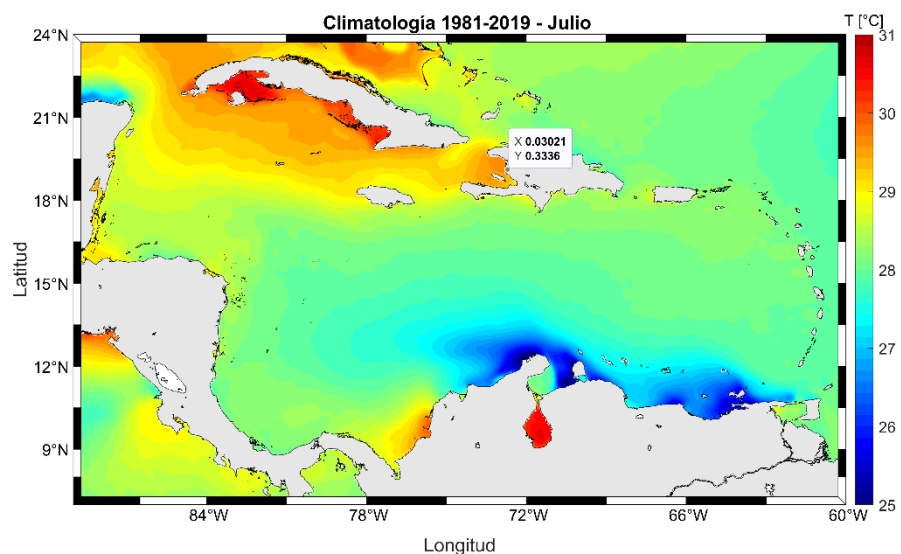 Climatología 1981-2019 - Julio
T [°C]
24°N
21°N
18°N
15°N
12°N
9°N
Latitud
X 0.03021
Y 0.3336
31
30
29
28
27
26
25
84°W
78°W
72°W
66°W
60°W
Longitud